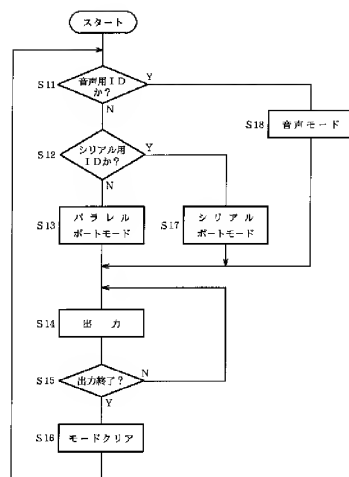 スタート
S11
音声用ID
か?
Y
N
S18
音声モード
S12
シリアル用
IDか?
Y
N
S13
パラレル
ポートモード
S17
シリアル
ポートモード
S14
出力
S15
出力終了?
N
Y
S16
モードクリア